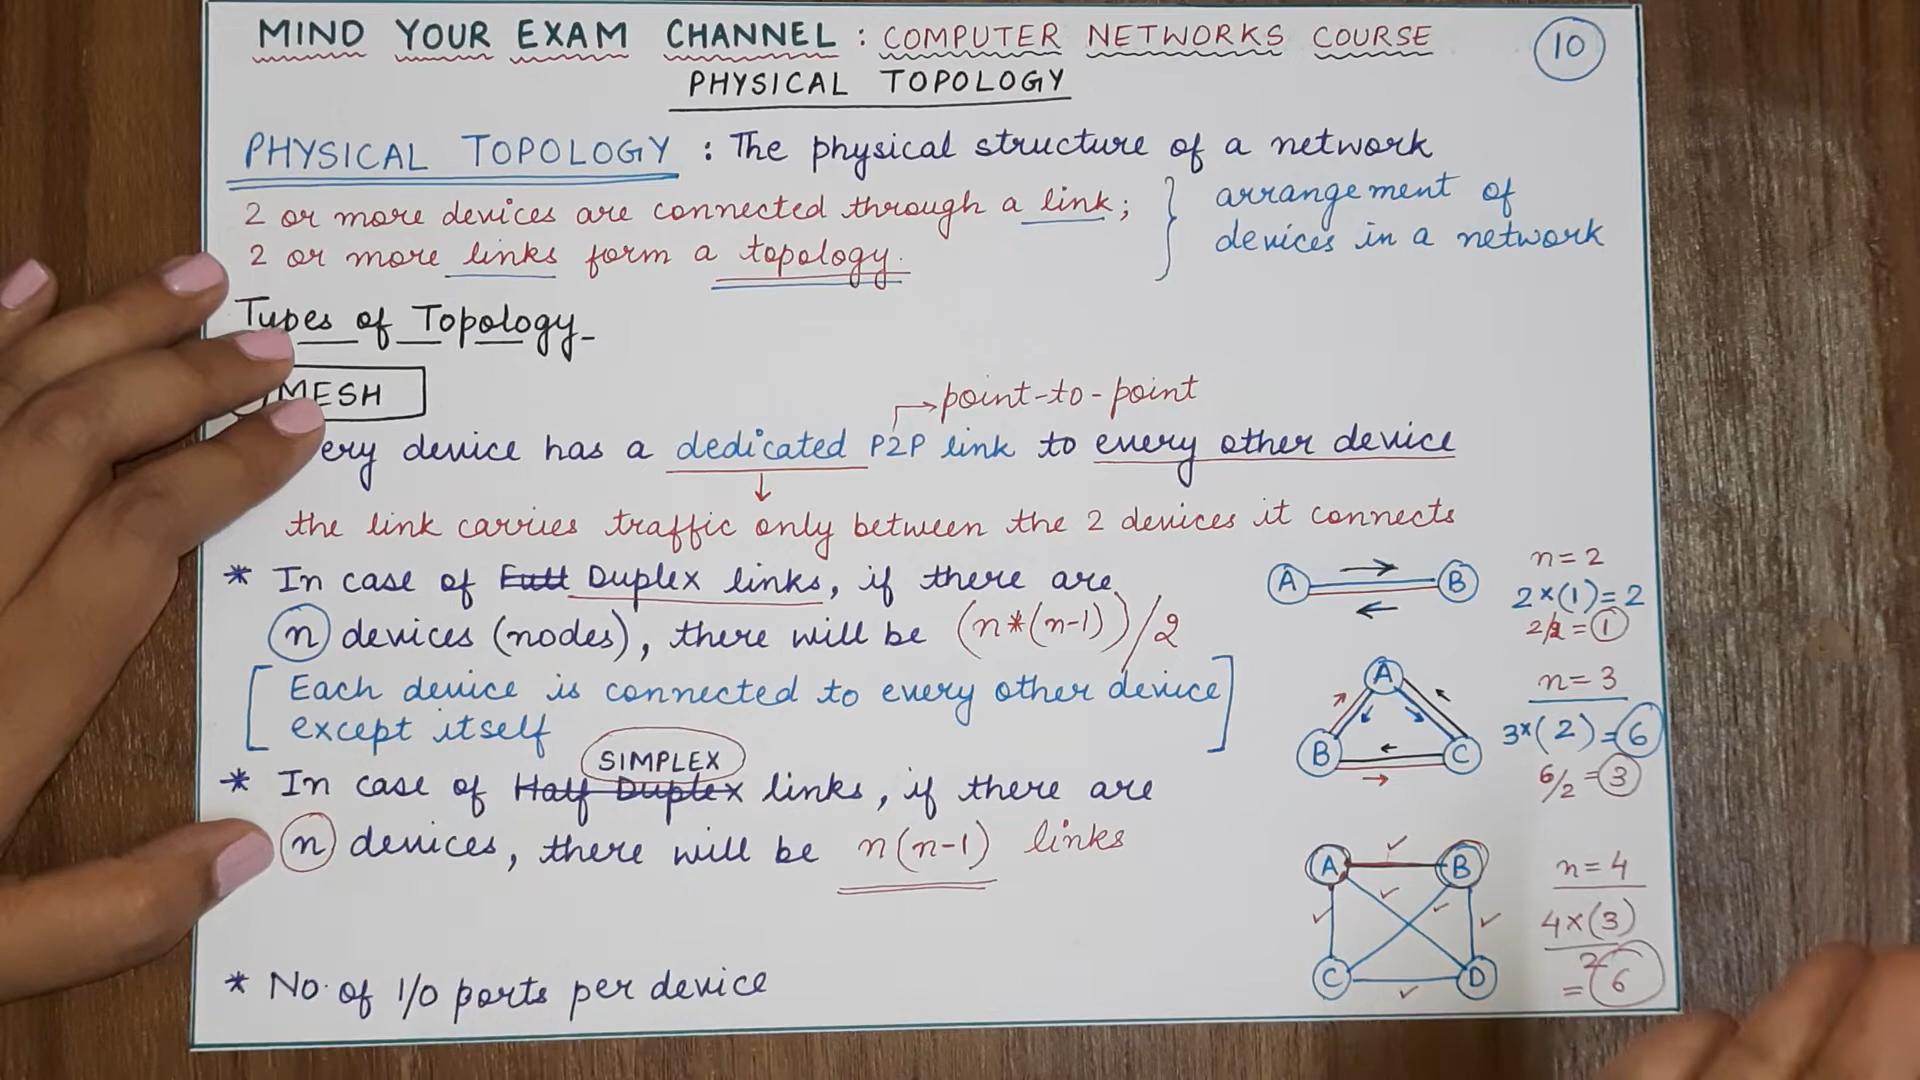 MIND YOUR EXAM CHANNEL : COMPUTER NETWORKS COURSE
10
PHYSICAL TOPOLOGY
PHYSICAL TOPOLOGY : The physical structure of a network
2 or more devices are connected through a link;
2 or more links form a topology.
arrangement of
devices in a network
Types of Topology-
MESH
point-to-point
ery device has a dedicated P2P link to every other device
the link carries traffic only between the 2 devices it connects
* In case of Full Duplex links, if there are
n devices (nodes), there will be (n*(n-1))/2
[Each device is connected to every other device
except itself]
SIMPLEX
* In case of Half Duplex links, if there are
n devices, there will be n(n-1) links
* No. of I/O ports per device
A B
n=2
2×(1)=2
2/2=1
A
B C
n=3
3×(2)=6
6/2=3
A B
C D
n=4
4×(3)
2
=6